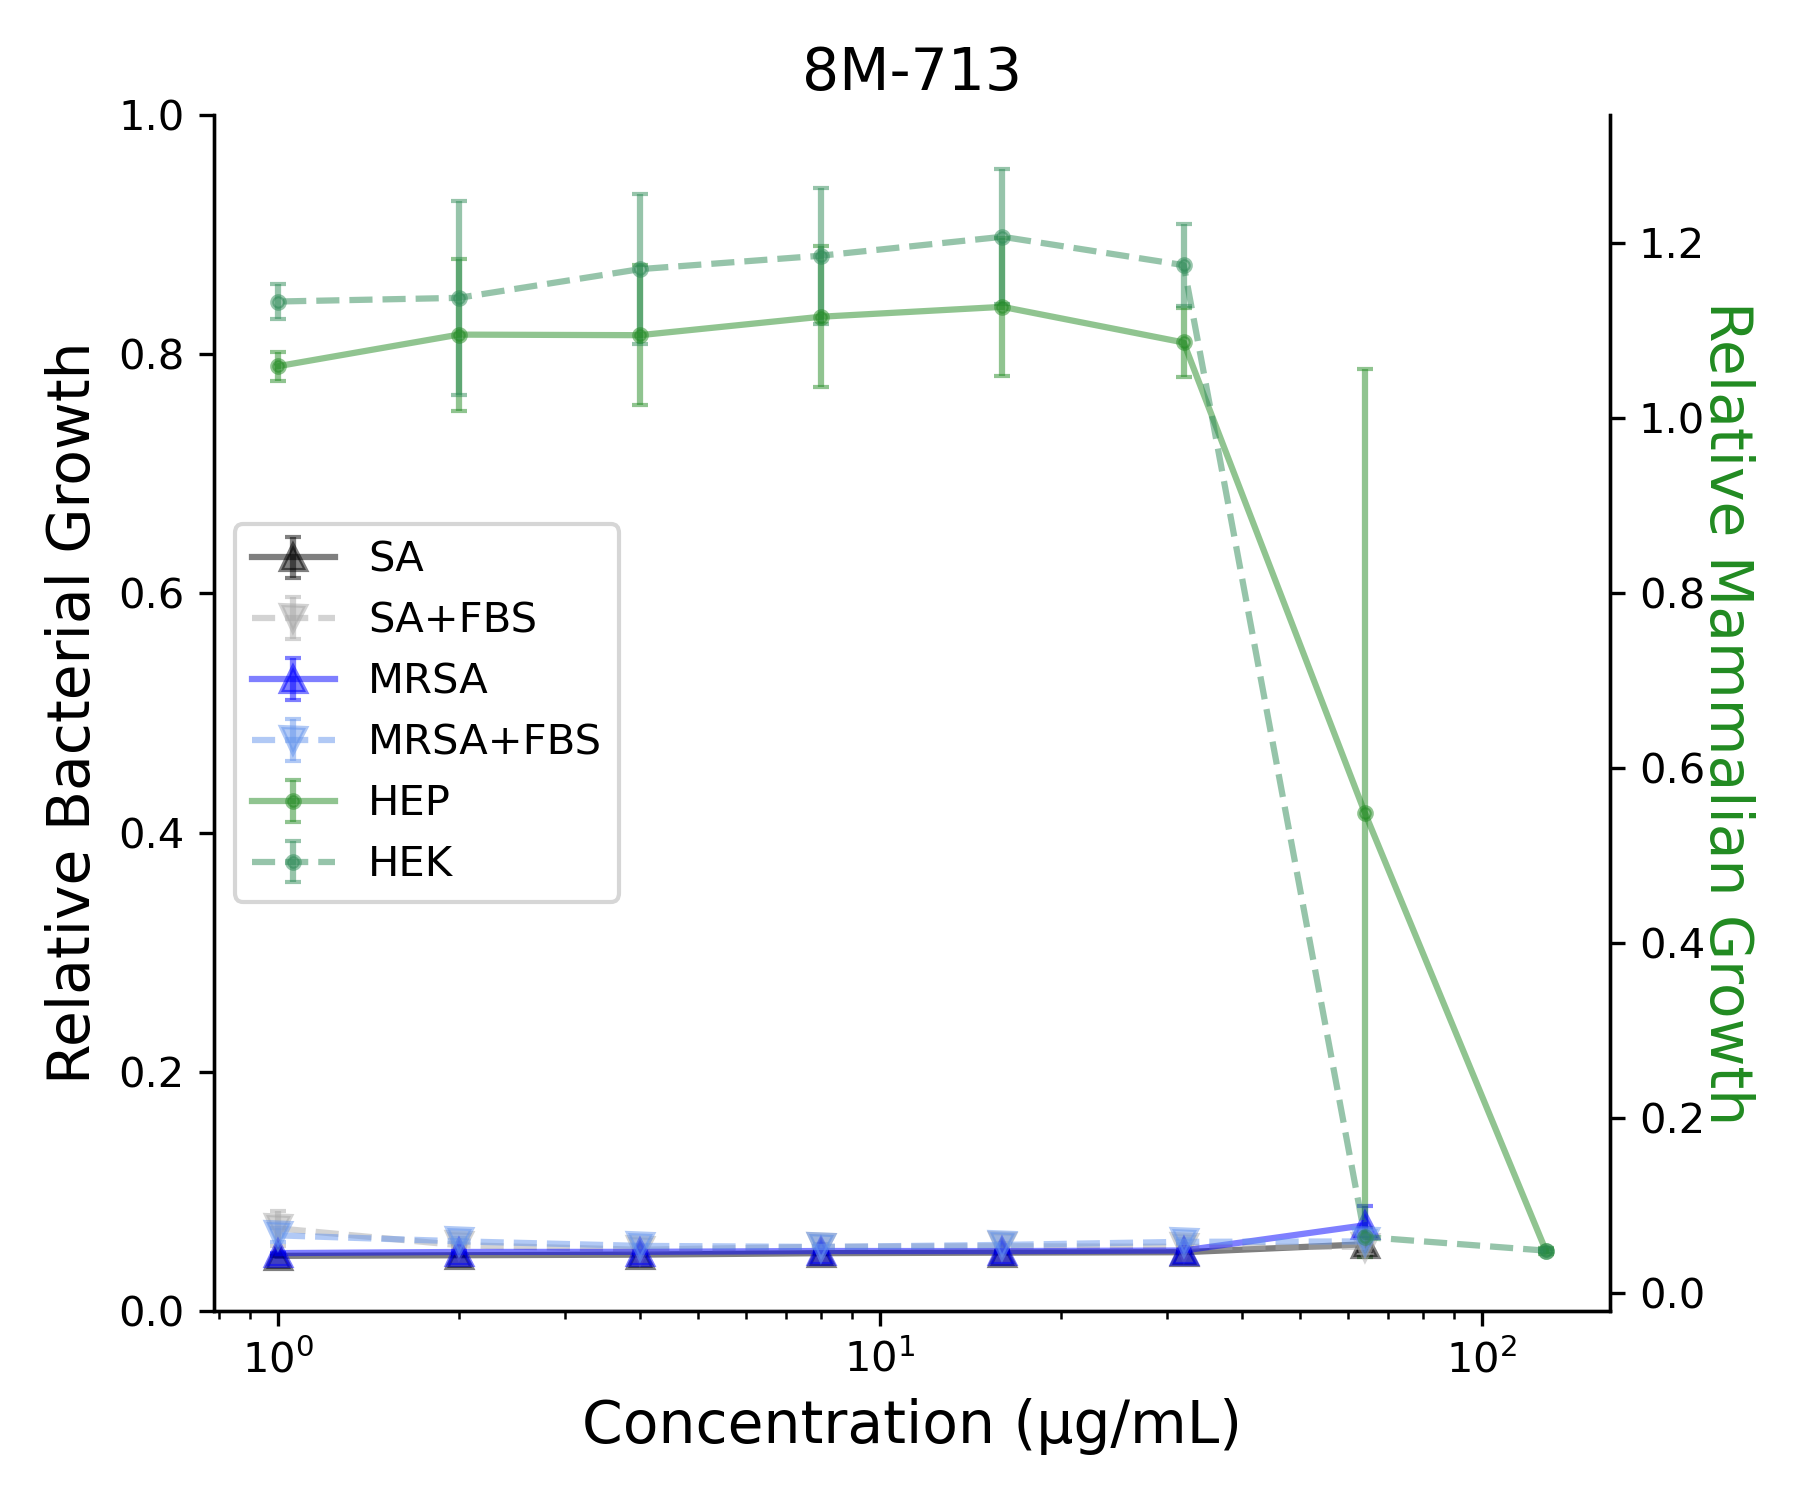 8M-713
Relative Bacterial Growth
1.0
0.8
0.6
0.4
0.2
0.0
SA
SA+FBS
MRSA
MRSA+FBS
HEP
HEK
1.2
1.0
0.8
0.6
0.4
0.2
0.0
Relative Mammalian Growth
10⁰
10¹
10²
Concentration (µg/mL)